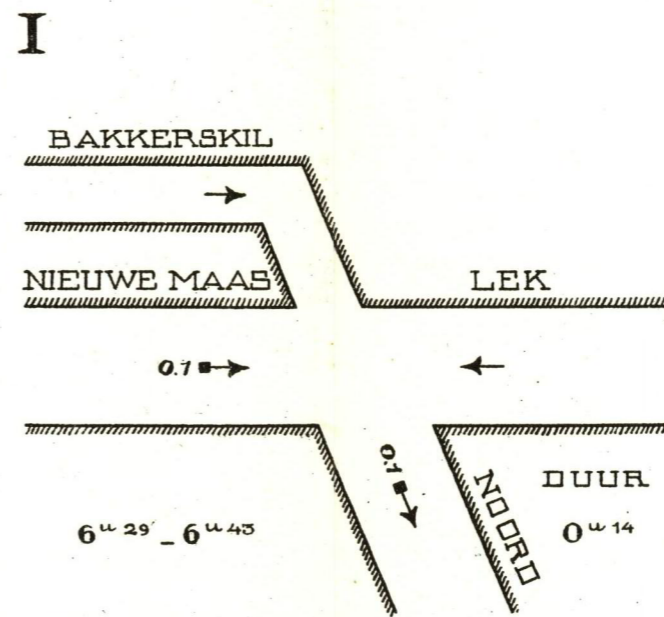 I
BAKKERSKIL
NIEUWE MAAS
LEK
0.1
0.1
NOORD
DUUR
6ᵘ ²⁹ - 6ᵘ ⁴³
0ᵘ ¹⁴